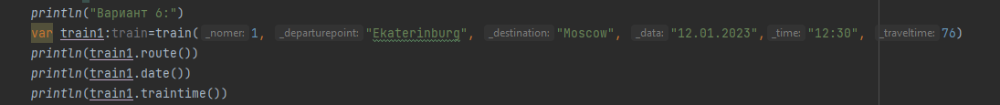 println("Вариант 6:")
var train1:train=train( _nomer: 1, _departurepoint: "Ekaterinburg", _destination: "Moscow", _data: "12.01.2023", _time: "12:30", _traveltime: 76)
println(train1.route())
println(train1.date())
println(train1.traintime())